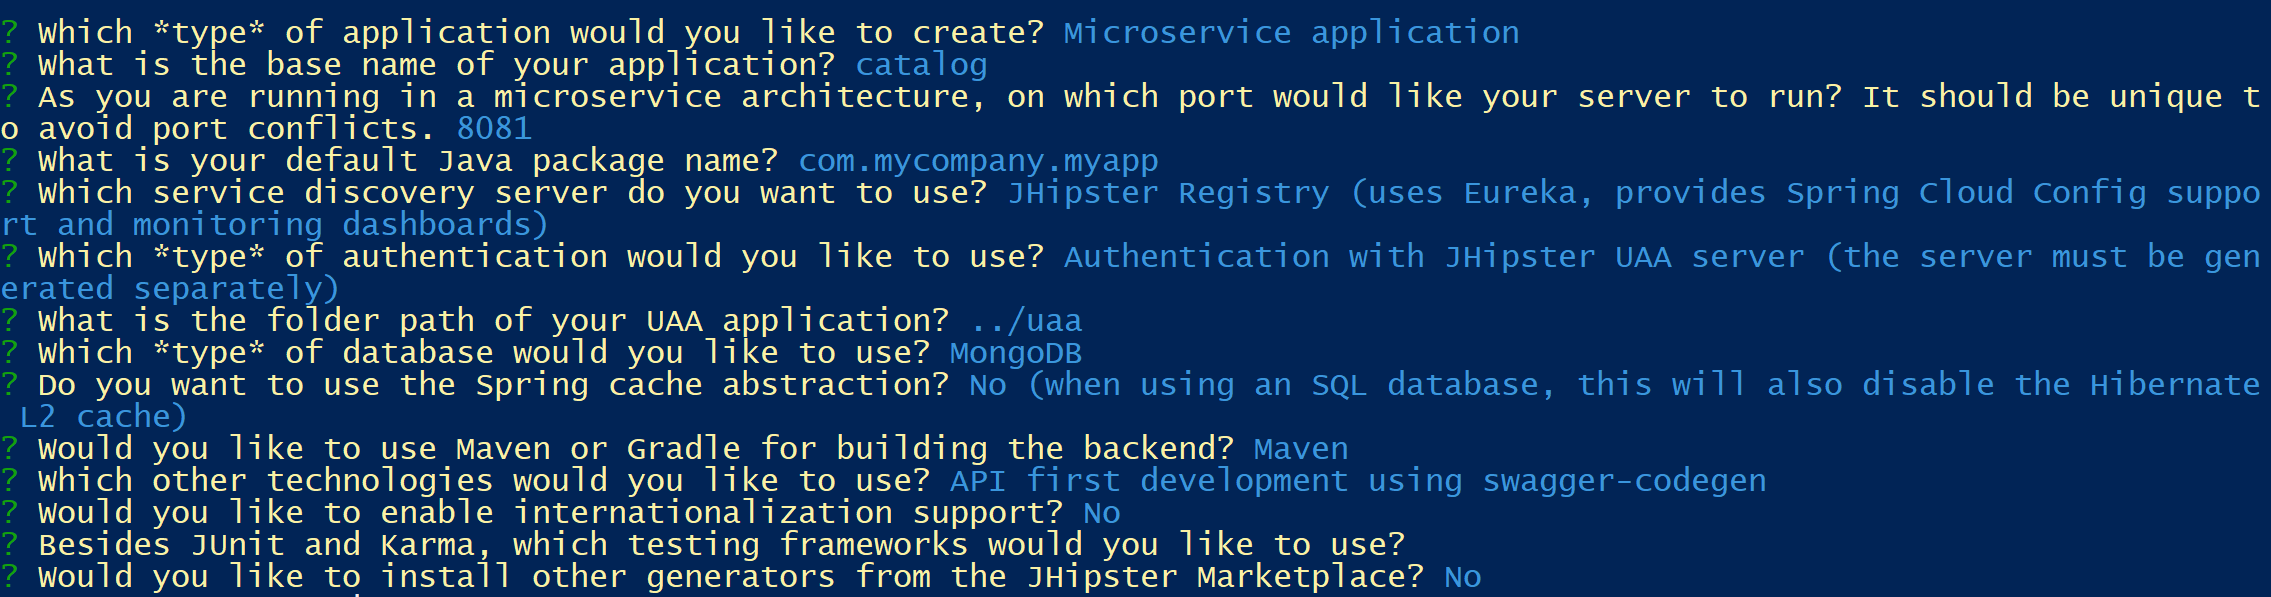 ? Which *type* of application would you like to create? Microservice application
? What is the base name of your application? catalog
? As you are running in a microservice architecture, on which port would like your server to run? It should be unique t
o avoid port conflicts. 8081
? What is your default Java package name? com.mycompany.myapp
? Which service discovery server do you want to use? JHipster Registry (uses Eureka, provides Spring Cloud Config suppo
rt and monitoring dashboards)
? Which *type* of authentication would you like to use? Authentication with JHipster UAA server (the server must be gen
erated separately)
? What is the folder path of your UAA application? ../uaa
? Which *type* of database would you like to use? MongoDB
? Do you want to use the Spring cache abstraction? No (when using an SQL database, this will also disable the Hibernate
 L2 cache)
? Would you like to use Maven or Gradle for building the backend? Maven
? Which other technologies would you like to use? API first development using swagger-codegen
? Would you like to enable internationalization support? No
? Besides JUnit and Karma, which testing frameworks would you like to use?
? Would you like to install other generators from the JHipster Marketplace? No